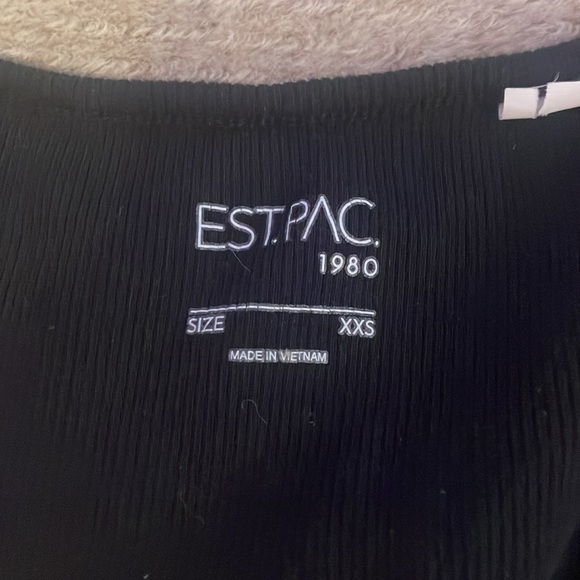 EST.PAC.
1980
SIZE XXS
MADE IN VIETNAM